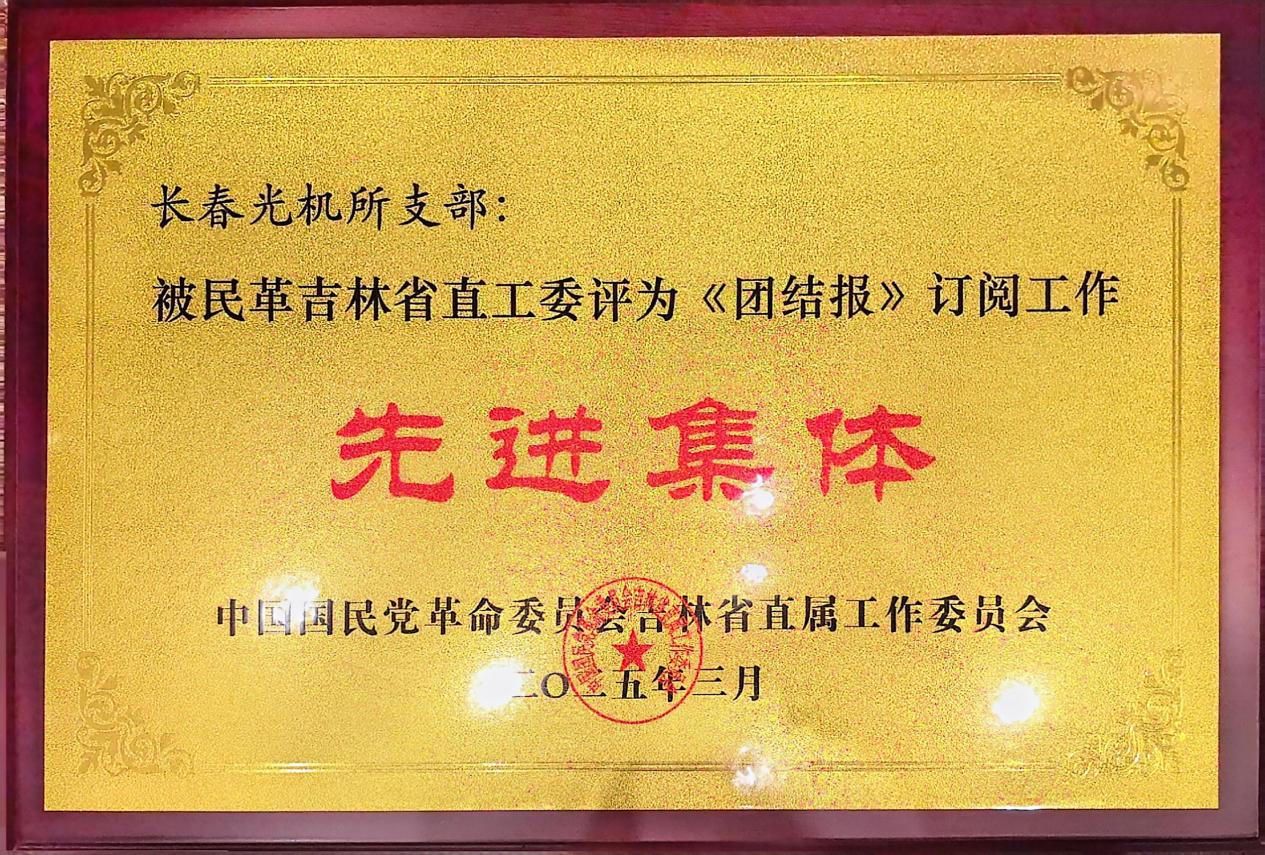 长春光机所支部：
被民革吉林省直工委评为《团结报》订阅工作
先进集体
中国国民党革命委员会吉林省直属工作委员会
二〇二五年三月